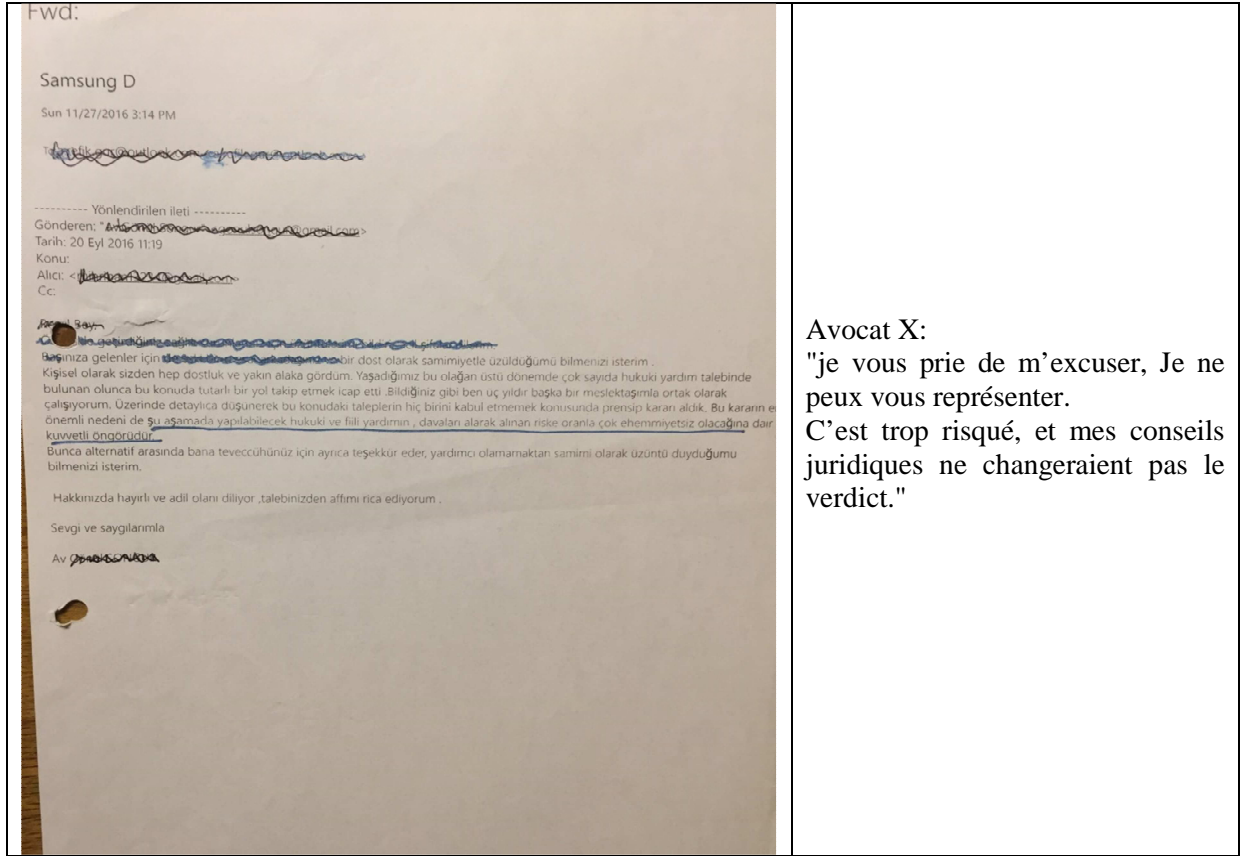 Fwd:
Samsung D
Sun 11/27/2016 3:14 PM
---------- Yönlendirilen ileti ----------
Gönderen: "
Tarih: 20 Eyl 2016 11:19
Konu:
Alıcı: <
Cc:
Başınıza gelenler için bir dost olarak samimiyetle üzüldüğümü bilmenizi isterim .
Kişisel olarak sizden hep dostluk ve yakın alaka gördüm. Yaşadığımız bu olağan üstü dönemde çok sayıda hukuki yardım talebinde
bulunan olunca bu konuda tutarlı bir yol takip etmek icap etti .Bildiğiniz gibi ben üç yıldır başka bir meslektaşımla ortak olarak
çalışıyorum. Üzerinde detaylıca düşünerek bu konudaki taleplerin hiç birini kabul etmemek konusunda prensip kararı aldık. Bu kararın e
önemli nedeni de şu aşamada yapılabilecek hukuki ve fiili yardımın , davaları alarak alınan riske oranla çok ehemmiyetsiz olacağına dair
kuvvetli öngörüdür.
Bunca alternatif arasında bana teveccühünüz için ayrıca teşekkür eder, yardımcı olamamaktan samimi olarak üzüntü duyduğumu
bilmenizi isterim.
Hakkınızda hayırlı ve adil olanı diliyor ,talebinizden affımı rica ediyorum .
Sevgi ve saygılarımla
Av
Avocat X:
"je vous prie de m’excuser, Je ne
peux vous représenter.
C’est trop risqué, et mes conseils
juridiques ne changeraient pas le
verdict."